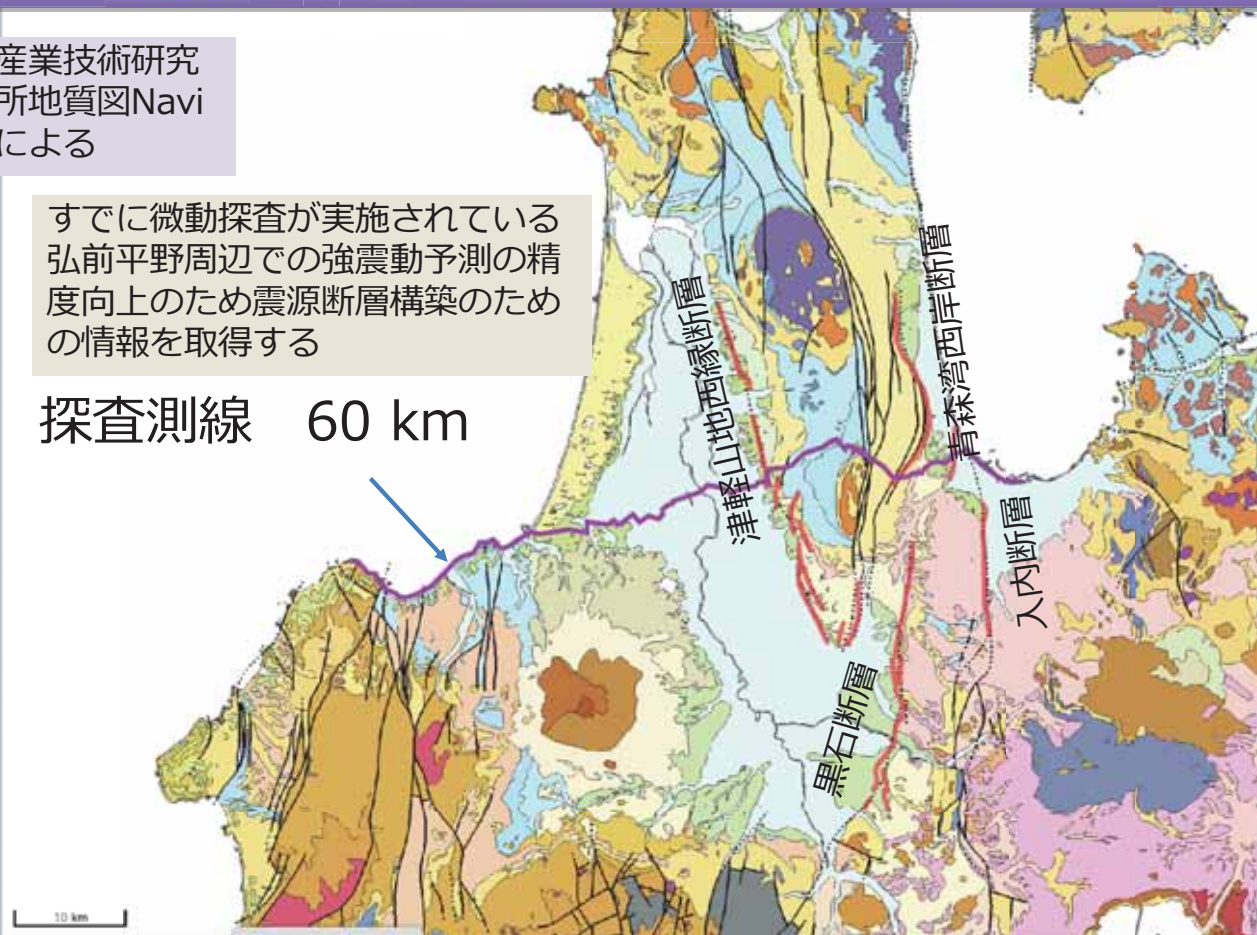 産業技術研究
所地質図Navi
による
すでに微動探査が実施されている
弘前平野周辺での強震動予測の精
度向上のため震源断層構築のため
の情報を取得する
探査測線 60 km
津軽山地西縁断層
青森湾西岸断層
入内断層
黒石断層
10 km